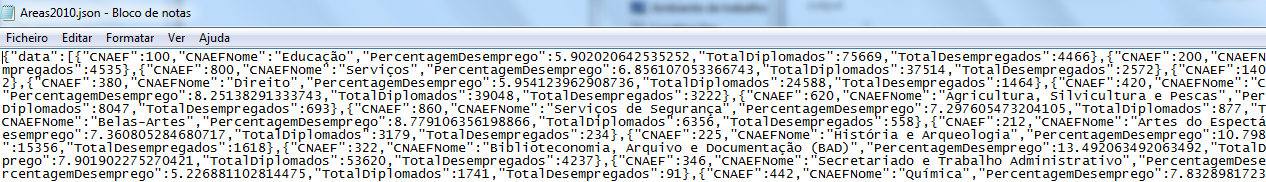 Areas2010.json - Bloco de notas
Ficheiro Editar Formatar Ver Ajuda
{"data":[{"CNAEF":100,"CNAEFNome":"Educação","PercentagemDesemprego":5.902020642535252,"TotalDiplomados":75669,"TotalDesempregados":4466},{"CNAEF":200,"CNAEFN
mpregados":4535},{"CNAEF":800,"CNAEFNome":"Serviços","PercentagemDesemprego":6.856107053366743,"TotalDiplomados":37514,"TotalDesempregados":2572},{"CNAEF":140
2},{"CNAEF":380,"CNAEFNome":"Direito","PercentagemDesemprego":5.954123962908736,"TotalDiplomados":24588,"TotalDesempregados":1464},{"CNAEF":420,"CNAEFNome":"C
"PercentagemDesemprego":8.25138291333743,"TotalDiplomados":39048,"TotalDesempregados":3222},{"CNAEF":620,"CNAEFNome":"Agricultura, Silvicultura e Pescas","Per
Diplomados":8047,"TotalDesempregados":693},{"CNAEF":860,"CNAEFNome":"Serviços de Segurança","PercentagemDesemprego":7.297605473204105,"TotalDiplomados":877,"T
CNAEFNome":"Belas-Artes","PercentagemDesemprego":8.779106356198866,"TotalDiplomados":6356,"TotalDesempregados":558},{"CNAEF":212,"CNAEFNome":"Artes do Espectá
esemprego":7.360805284680717,"TotalDiplomados":3179,"TotalDesempregados":234},{"CNAEF":225,"CNAEFNome":"História e Arqueologia","PercentagemDesemprego":10.798
:15356,"TotalDesempregados":1618},{"CNAEF":322,"CNAEFNome":"Biblioteconomia, Arquivo e Documentação (BAD)","PercentagemDesemprego":13.492063492063492,"TotalD
prego":7.901902275270421,"TotalDiplomados":53620,"TotalDesempregados":4237},{"CNAEF":346,"CNAEFNome":"Secretariado e Trabalho Administrativo","PercentagemDese
rcentagemDesemprego":5.226881102814475,"TotalDiplomados":1741,"TotalDesempregados":91},{"CNAEF":442,"CNAEFNome":"Química","PercentagemDesemprego":7.8328981723